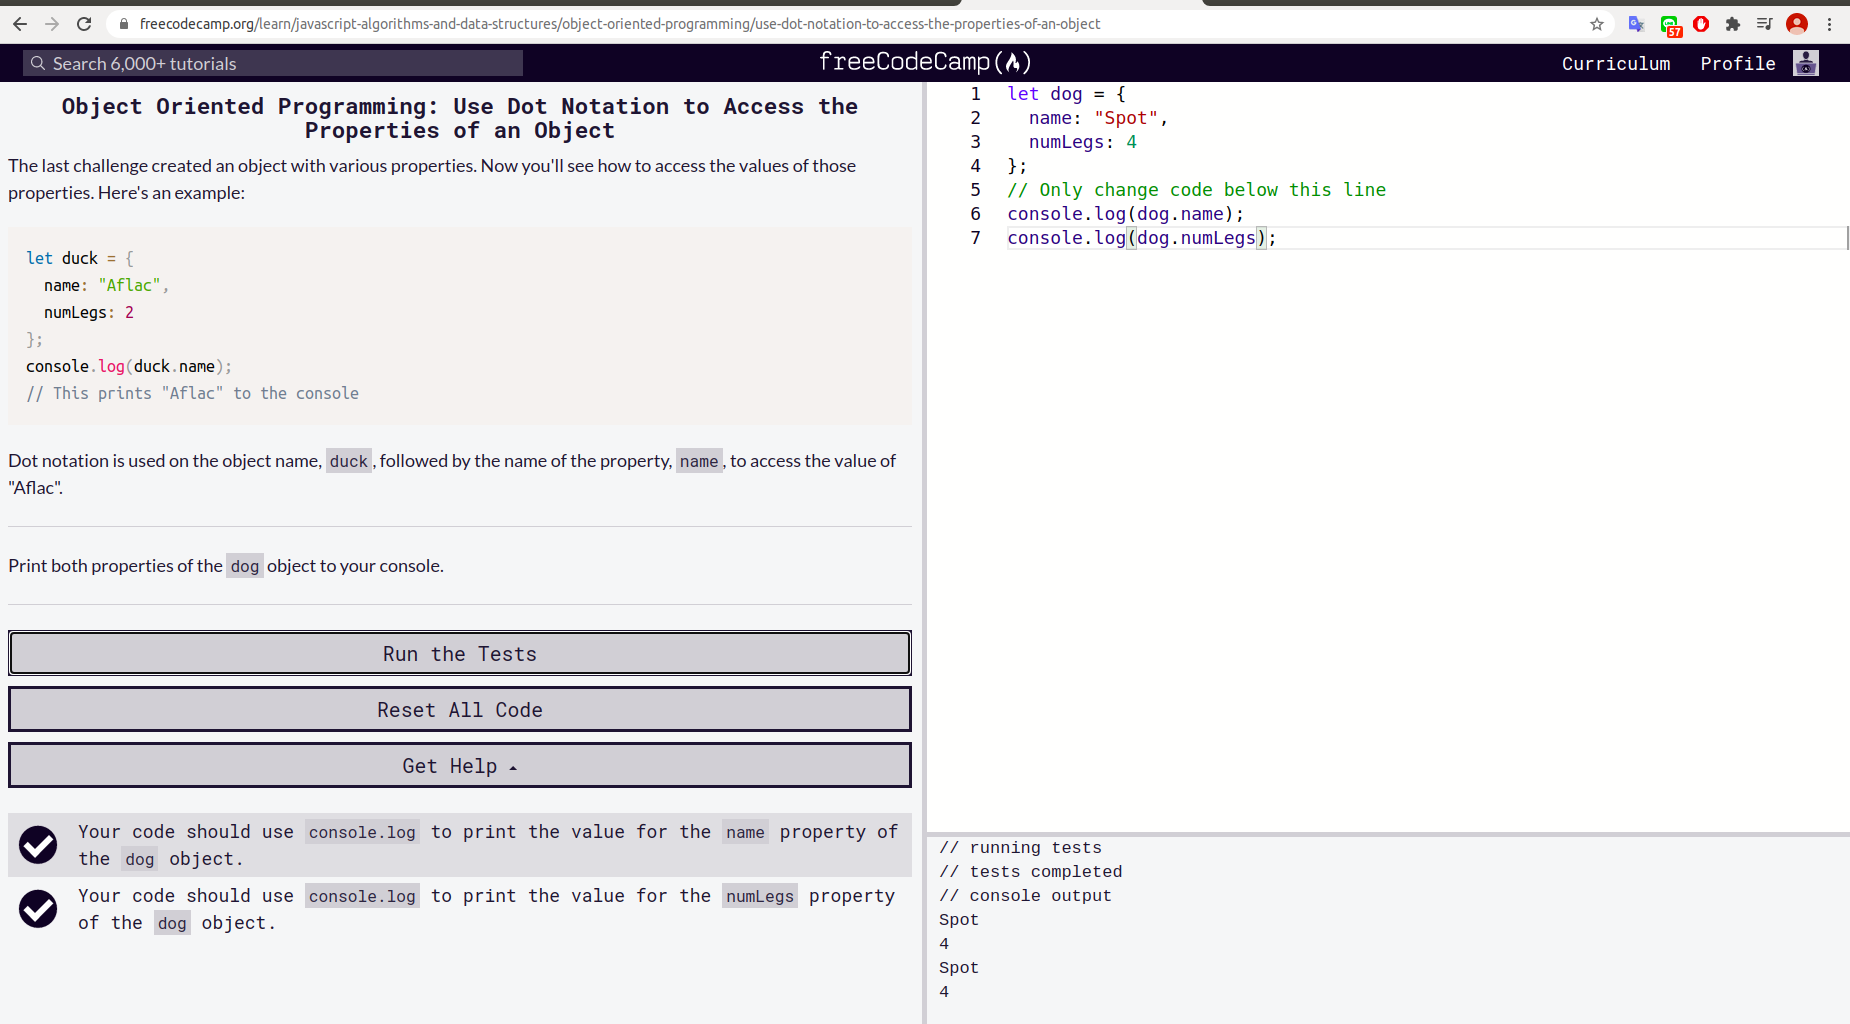 freecodecamp.org/learn/javascript-algorithms-and-data-structures/object-oriented-programming/use-dot-notation-to-access-the-properties-of-an-object
57
Search 6,000+ tutorials
freeCodeCamp
Curriculum
Profile
Object Oriented Programming: Use Dot Notation to Access the
Properties of an Object
The last challenge created an object with various properties. Now you'll see how to access the values of those
properties. Here's an example:
let duck = {
name: "Aflac",
numLegs: 2
};
console.log(duck.name);
// This prints "Aflac" to the console
Dot notation is used on the object name, duck, followed by the name of the property, name, to access the value of
"Aflac".
Print both properties of the dog object to your console.
Run the Tests
Reset All Code
Get Help
Your code should use console.log to print the value for the name property of
the dog object.
Your code should use console.log to print the value for the numLegs property
of the dog object.
1 let dog = {
2 name: "Spot",
3 numLegs: 4
4 };
5 // Only change code below this line
6 console.log(dog.name);
7 console.log(dog.numLegs);
// running tests
// tests completed
// console output
Spot
4
Spot
4